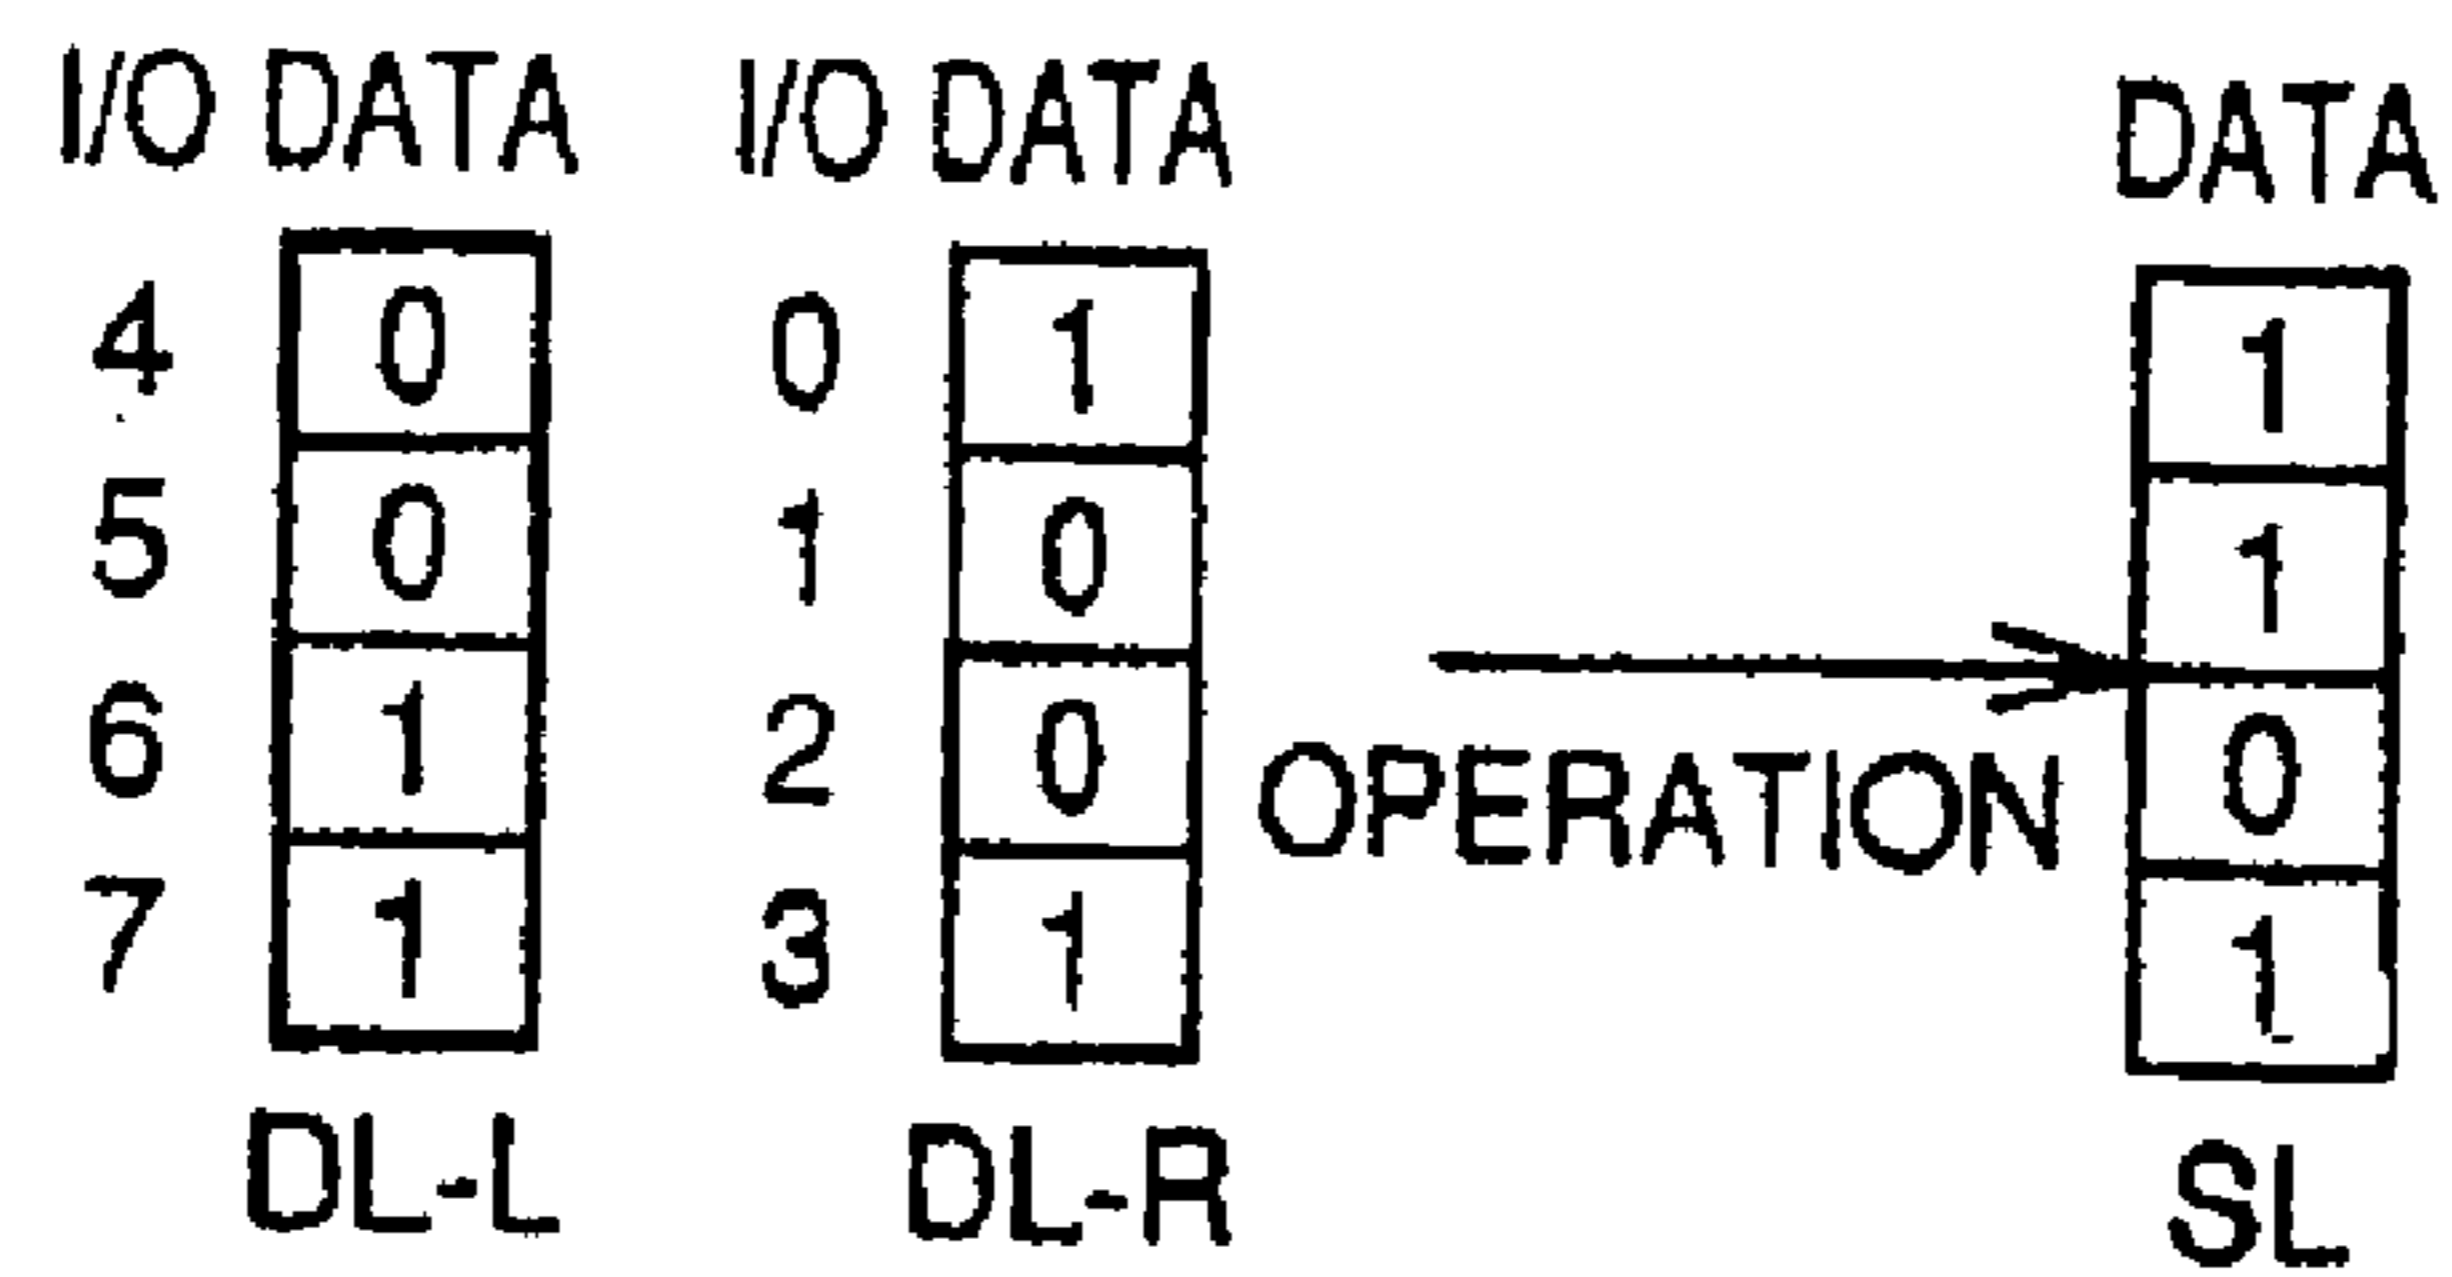 I/O DATA I/O DATA DATA
4 0 0 1 1
5 0 1 0 1
6 1 2 0 0
OPERATION
7 1 3 1 1
DL-L DL-R SL